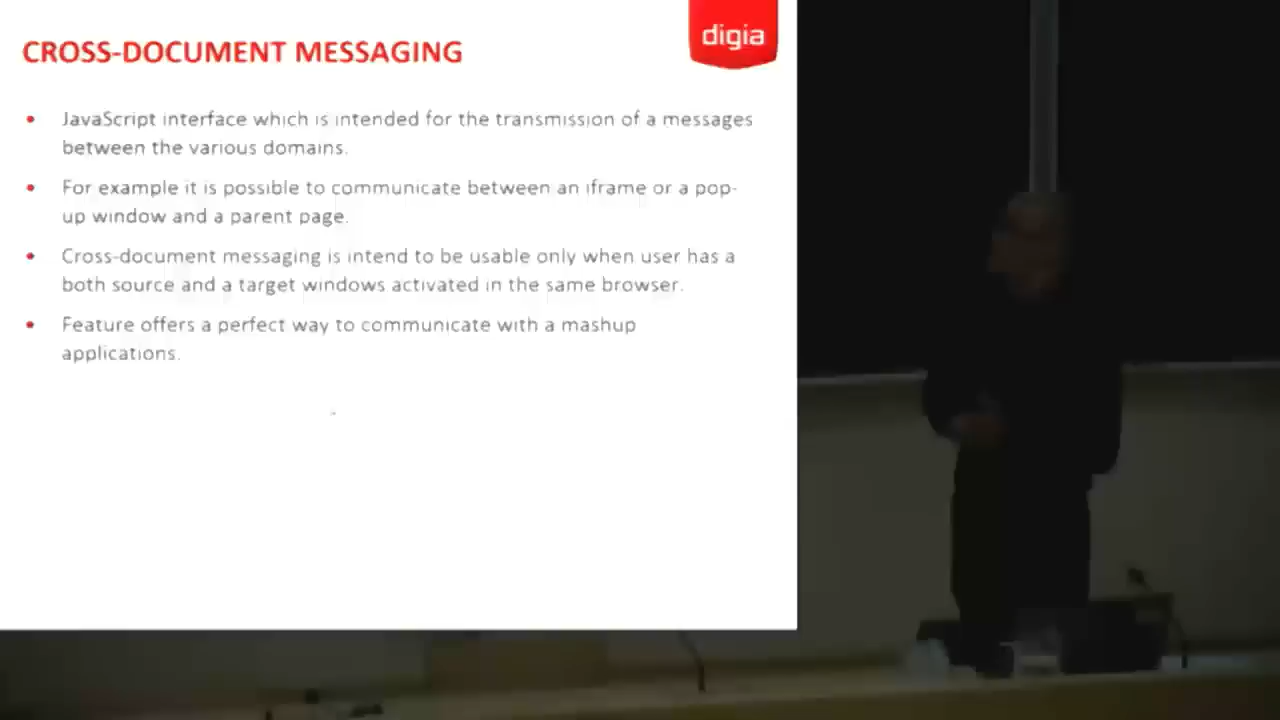 CROSS-DOCUMENT MESSAGING
digia
• JavaScript interface which is intended for the transmission of a messages
between the various domains.
• For example it is possible to communicate between an iframe or a pop-
up window and a parent page.
• Cross-document messaging is intend to be usable only when user has a
both source and a target windows activated in the same browser.
• Feature offers a perfect way to communicate with a mashup
applications.